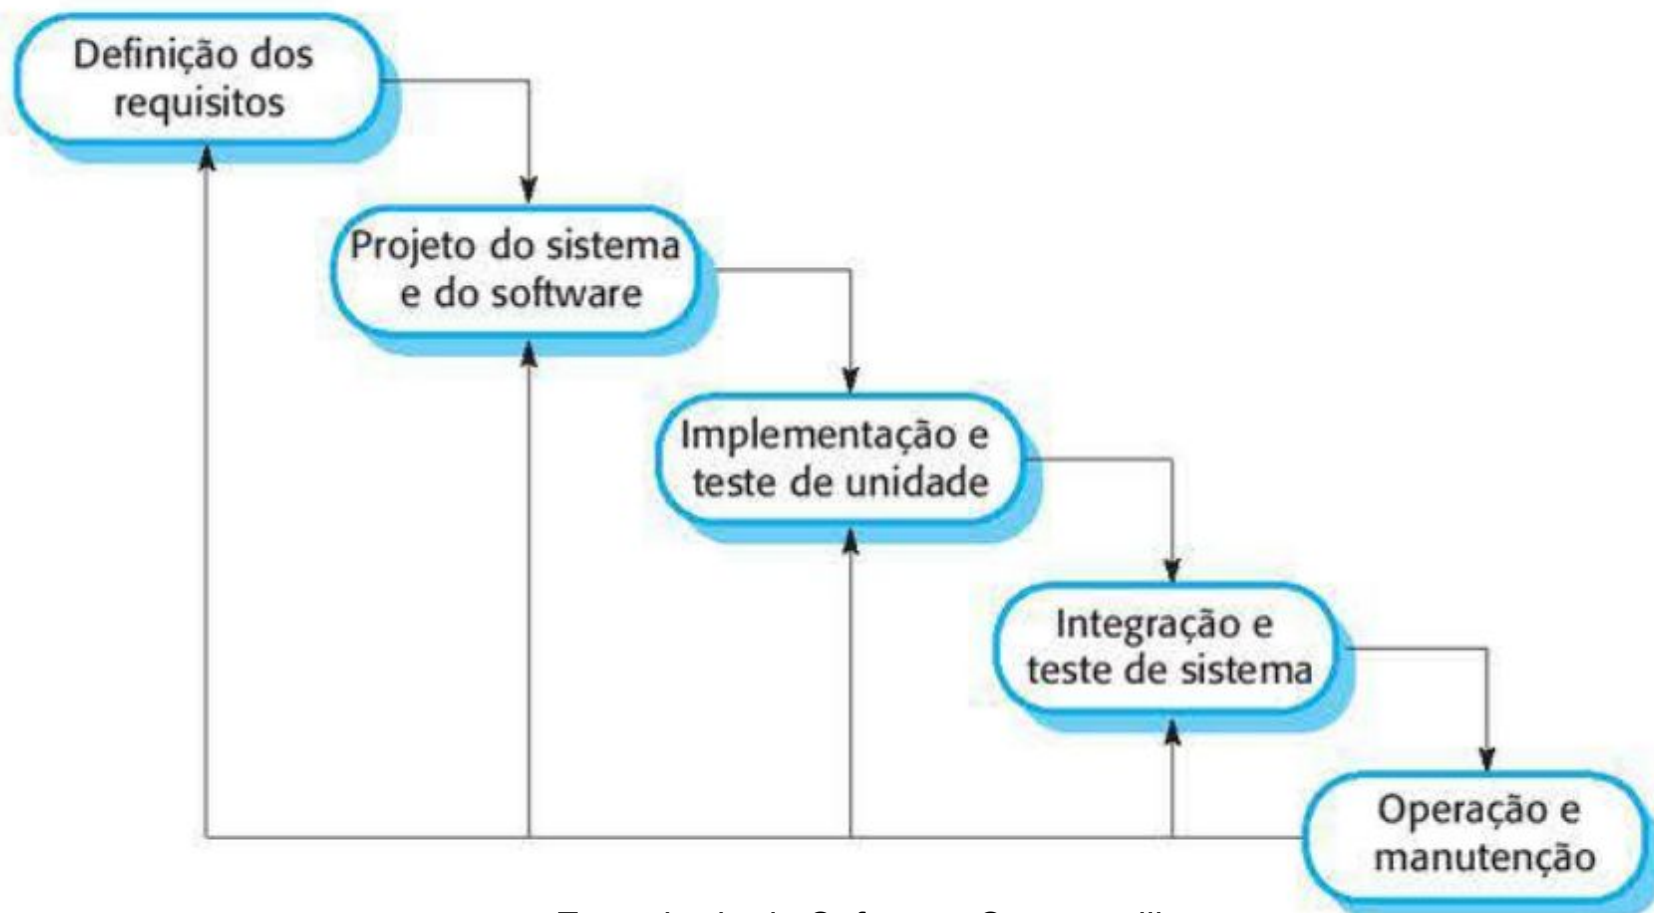 Definição dos
requisitos
Projeto do sistema
e do software
Implementação e
teste de unidade
Integração e
teste de sistema
Operação e
manutenção